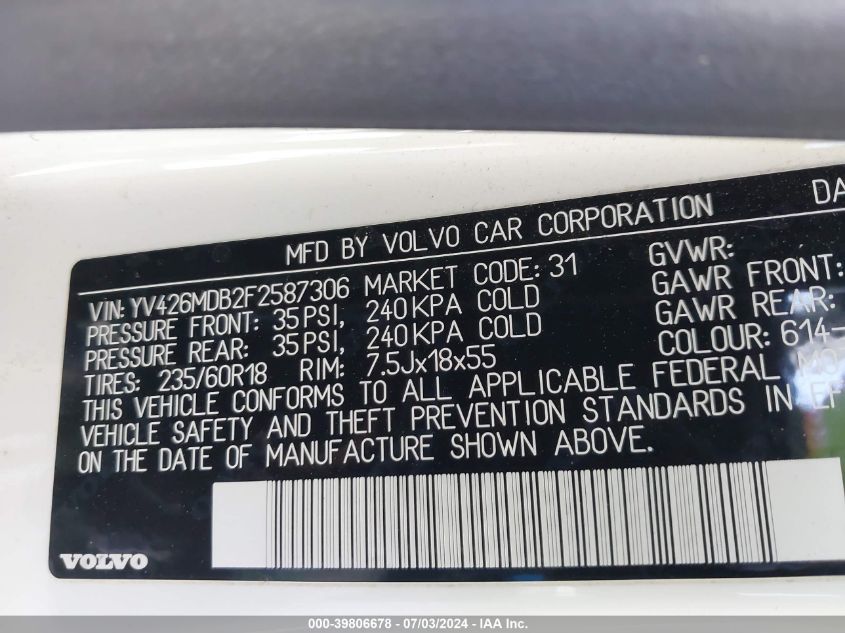 MFD BY VOLVO CAR CORPORATION DA
VIN: YV426MDB2F2587306 MARKET CODE: 31 GVWR:
PRESSURE FRONT: 35 PSI, 240 KPA COLD GAWR FRONT:
PRESSURE REAR: 35 PSI, 240 KPA COLD GAWR REAR:
TIRES: 235/60R18 RIM: 7.5Jx18x55 COLOUR: 614-
THIS VEHICLE CONFORMS TO ALL APPLICABLE FEDERAL MO
VEHICLE SAFETY AND THEFT PREVENTION STANDARDS IN EF
ON THE DATE OF MANUFACTURE SHOWN ABOVE.
VOLVO
000-39806678 - 07/03/2024 - IAA Inc.